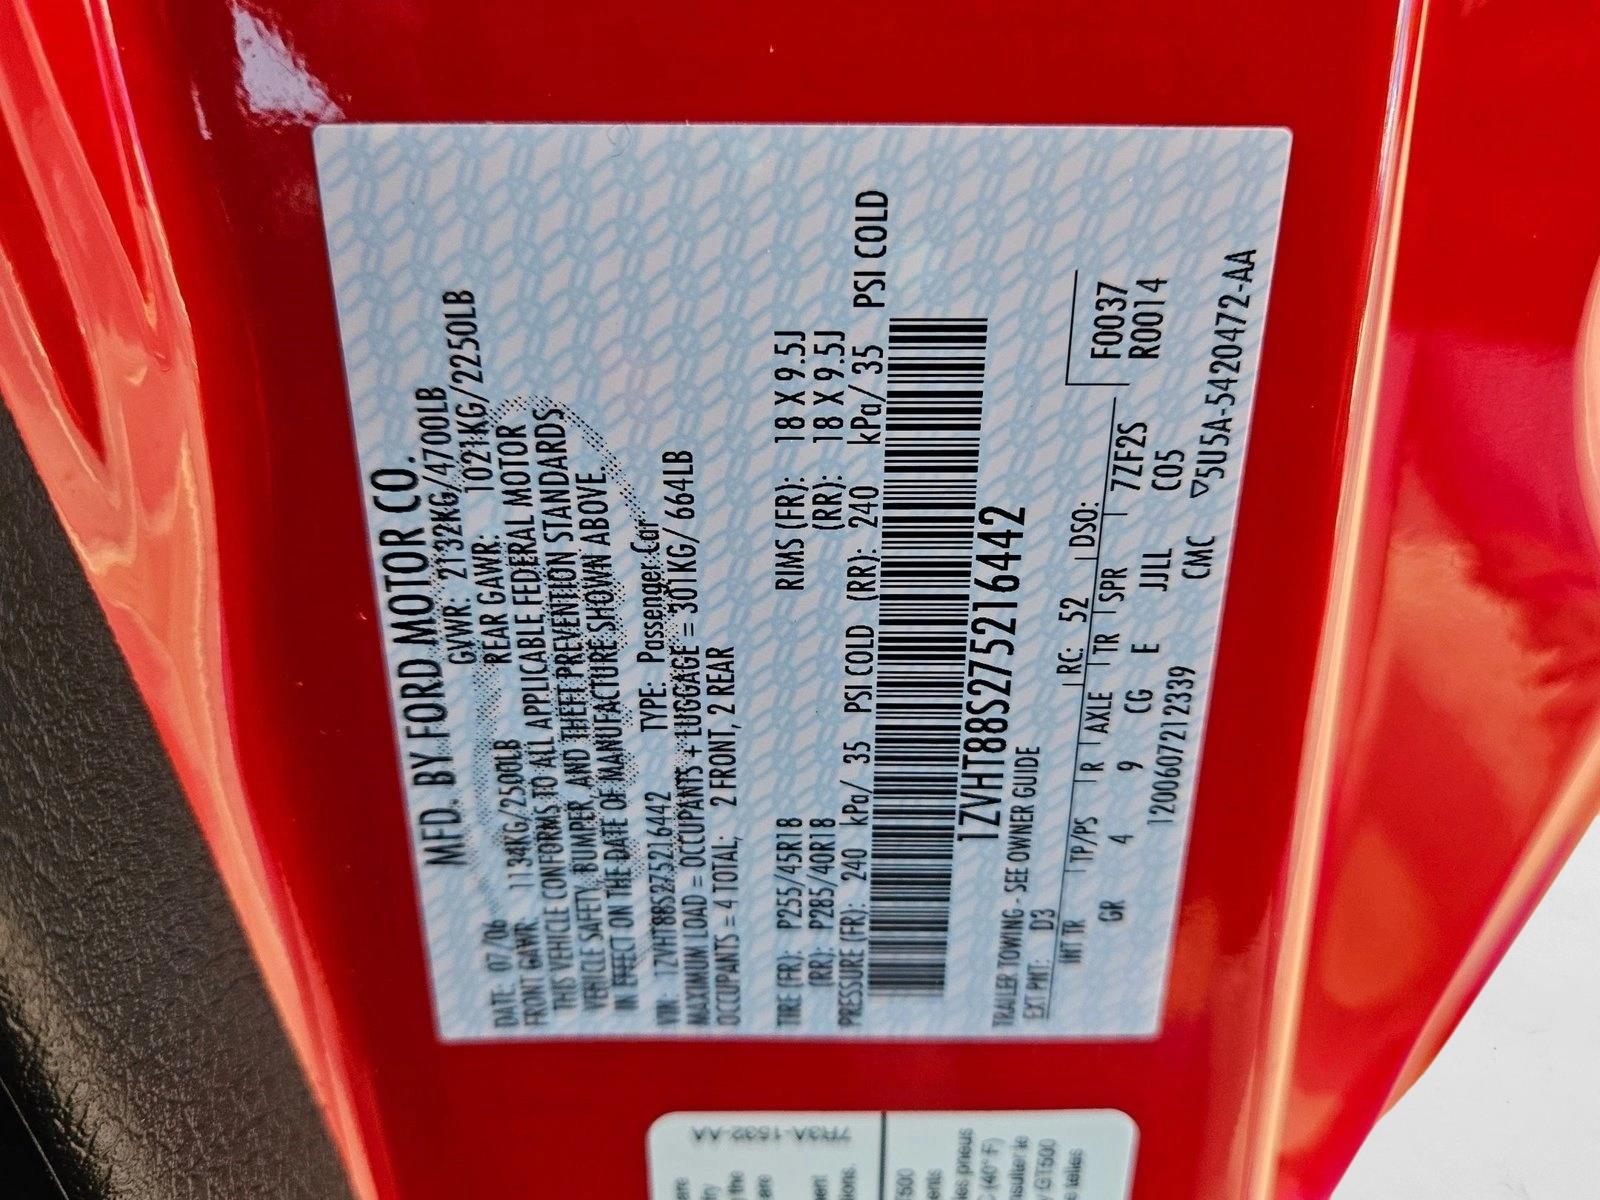 MFD. BY FORD MOTOR CO.
DATE: 07/06 GVWR: 2132KG/4700LB
FRONT GAWR: 1134KG/2500LB REAR GAWR: 1021KG/2250LB
THIS VEHICLE CONFORMS TO ALL APPLICABLE FEDERAL MOTOR
VEHICLE SAFETY, BUMPER, AND THEFT PREVENTION STANDARDS
IN EFFECT ON THE DATE OF MANUFACTURE SHOWN ABOVE.
VIN: 1ZVHT88S275216442 TYPE: Passenger Car
MAXIMUM LOAD = OCCUPANTS + LUGGAGE = 301KG/ 664LB
OCCUPANTS = 4 TOTAL; 2 FRONT, 2 REAR
TIRE (FR): P255/45R18 RIMS (FR): 18 X 9.5J
(RR): P285/40R18 (RR): 18 X 9.5J
PRESSURE (FR): 240 kPa/ 35 PSI COLD (RR): 240 kPa/ 35 PSI COLD
1ZVHT88S275216442
TRAILER TOWING - SEE OWNER GUIDE
EXT PNT: D3 RC: 52 DSO: F0037
R0014
INT TR TP/PS R AXLE TR SPR 7ZF2S
GR 4 9 CG E JJLL C05
1200607212339 CMC ▽5U5A-5420472-AA
7R3A-1532-AA
the
500
(40° F)
GT500